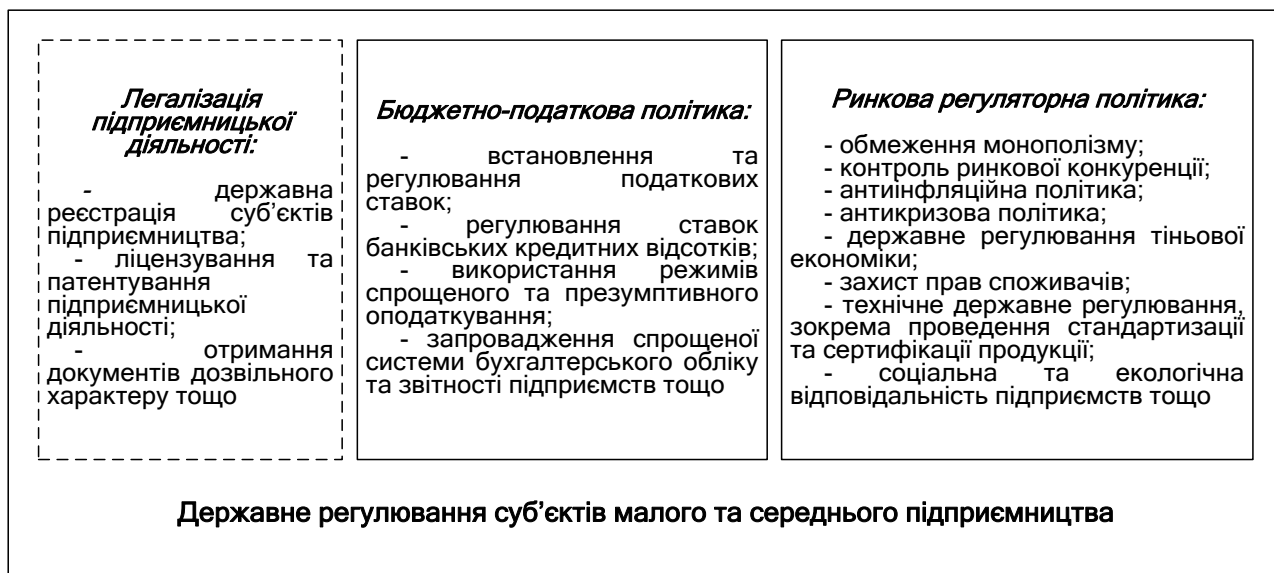 Легалізація
підприємницької
діяльності:
- державна
реєстрація суб’єктів
підприємництва;
- ліцензування та
патентування
підприємницької
діяльності;
- отримання
документів дозвільного
характеру тощо
Бюджетно-податкова політика:
- встановлення та
регулювання податкових
ставок;
- регулювання ставок
банківських кредитних відсотків;
- використання режимів
спрощеного та презумптивного
оподаткування;
- запровадження спрощеної
системи бухгалтерського обліку
та звітності підприємств тощо
Ринкова регуляторна політика:
- обмеження монополізму;
- контроль ринкової конкуренції;
- антиінфляційна політика;
- антикризова політика;
- державне регулювання тіньової
економіки;
- захист прав споживачів;
- технічне державне регулювання,
зокрема проведення стандартизації
та сертифікації продукції;
- соціальна та екологічна
відповідальність підприємств тощо
Державне регулювання суб’єктів малого та середнього підприємництва